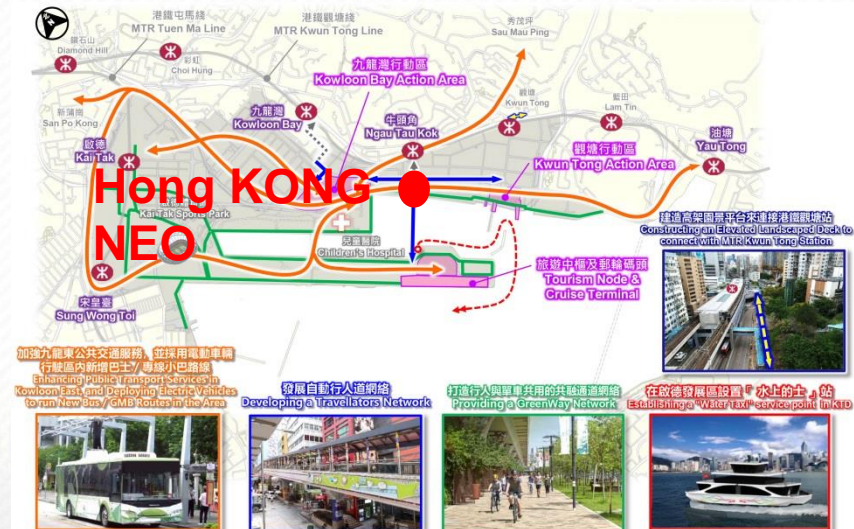 港鐵屯馬綫
MTR Tuen Ma Line
港鐵觀塘綫
MTR Kwun Tong Line
秀茂坪
Sau Mau Ping
鑽石山
Diamond Hill
彩虹
Choi Hung
九龍灣行動區
Kowloon Bay Action Area
新蒲崗
San Po Kong
九龍灣
Kowloon Bay
牛頭角
Ngau Tau Kok
觀塘
Kwun Tong
藍田
Lam Tin
油塘
Yau Tong
啟德
Kai Tak
觀塘行動區
Kwun Tong Action Area
Hong KONG
NEO
Kai Tak Sports Park
兒童醫院
Children's Hospital
建造高架園景平台來連接港鐵觀塘站
Constructing an Elevated Landscaped Deck to
connect with MTR Kwun Tong Station
旅遊中樞及郵輪碼頭
Tourism Node &
Cruise Terminal
宋皇臺
Sung Wong Toi
加強九龍東公共交通服務，並採用電動車輛
行駛區內新增巴士／專線小巴路線
Enhancing Public Transport Services in
Kowloon East, and Deploying Electric Vehicles
to run New Bus / GMB Routes in the Area
發展自動行人道網絡
Developing a Travellators Network
打造行人與單車共用的共融通道網絡
Providing a GreenWay Network
在啟德發展區設置「水上的士」站
Establishing a "Water Taxi" service point in KTD